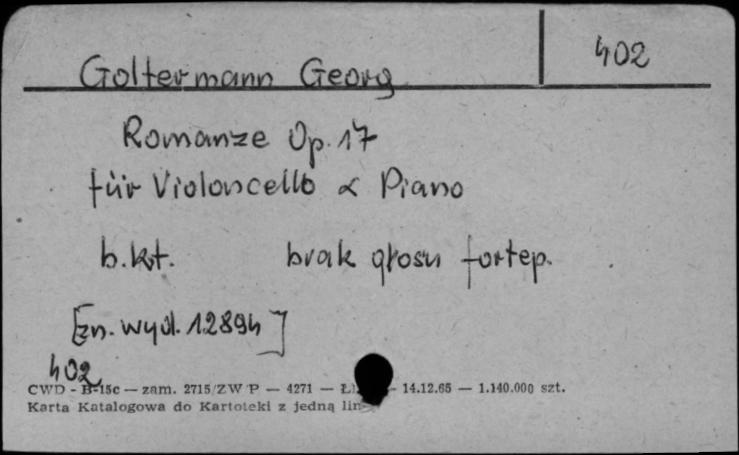 Goltermann Georg 402
Romanze Op. 17
für Violoncello & Piano
b. kt. brak głosu fortep.
[zn. wyd. 12894]
402
CWD - B-15c — zam. 2715/ZW/P — 4271 — 14.12.65 — 1.140.000 szt.
Karta Katalogowa do Kartoteki z jedną